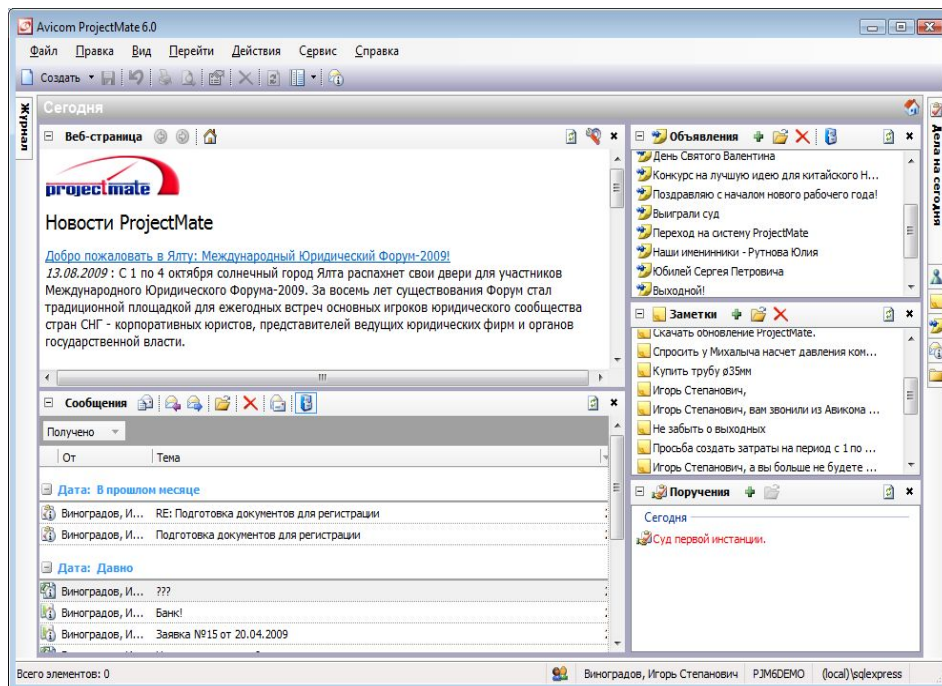 Avicom ProjectMate 6.0
Файл Правка Вид Перейти Действия Сервис Справка
Создать
Журнал
Сегодня
Веб-страница
projectmate
Новости ProjectMate
Добро пожаловать в Ялту: Международный Юридический Форум-2009!
13.08.2009 : С 1 по 4 октября солнечный город Ялта распахнет свои двери для участников
Международного Юридического Форума-2009. За восемь лет существования Форум стал
традиционной площадкой для ежегодных встреч основных игроков юридического сообщества
стран СНГ - корпоративных юристов, представителей ведущих юридических фирм и органов
государственной власти.
Сообщения
Получено
От Тема
Дата: В прошлом месяце
Виноградов, И... RE: Подготовка документов для регистрации
Виноградов, И... Подготовка документов для регистрации
Дата: Давно
Виноградов, И... ???
Виноградов, И... Банк!
Виноградов, И... Заявка №15 от 20.04.2009
Объявления
День Святого Валентина
Конкурс на лучшую идею для китайского Н...
Поздравляю с началом нового рабочего года!
Выиграли суд
Переход на систему ProjectMate
Наши именинники - Рутнова Юлия
Юбилей Сергея Петровича
Выходной!
Заметки
Скачать обновление ProjectMate.
Спросить у Михалыча насчет давления ком...
Купить трубу ø35мм
Игорь Степанович,
Игорь Степанович, вам звонили из Авикома ...
Не забыть о выходных
Просьба создать затраты на период с 1 по ...
Игорь Степанович, а вы больше не будете ...
Поручения
Сегодня
Суд первой инстанции.
Дела на сегодня
Всего элементов: 0
Виноградов, Игорь Степанович PJM6DEMO (local)\sqlexpress